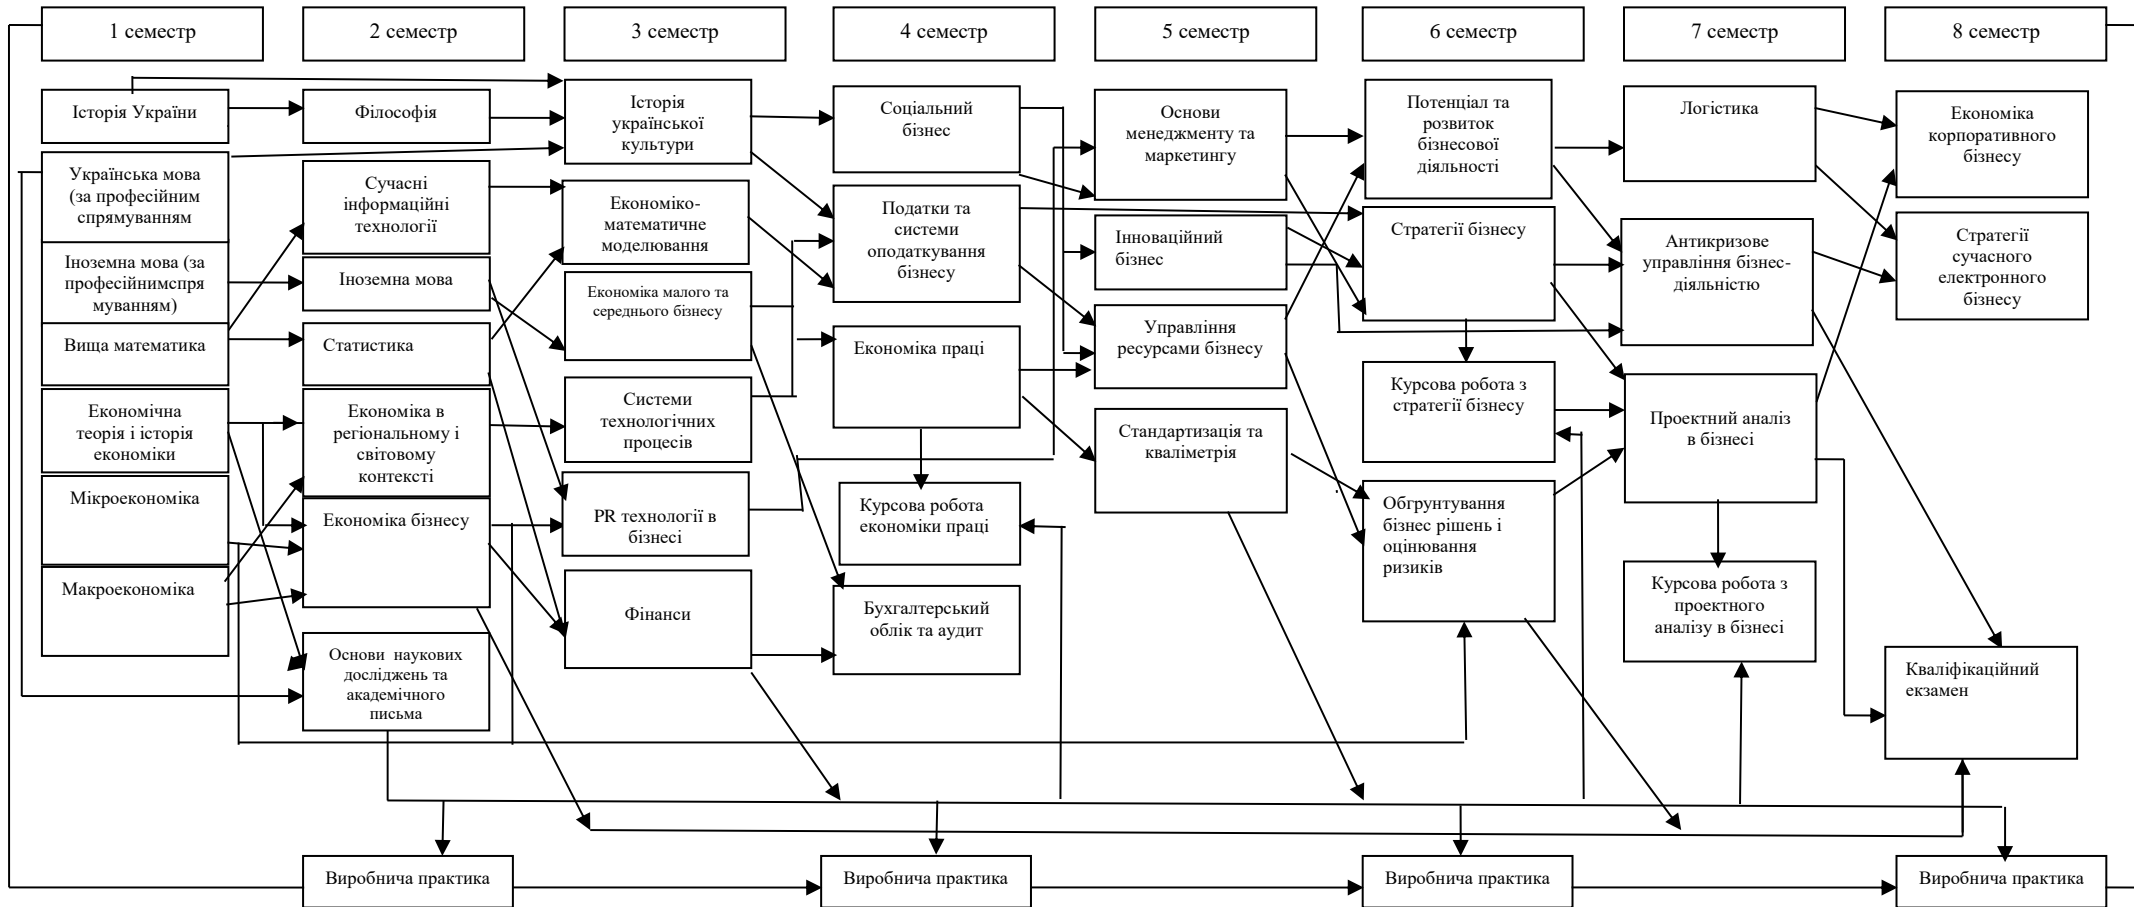 1 семестр
2 семестр
3 семестр
4 семестр
5 семестр
6 семестр
7 семестр
8 семестр
Історія України
Українська мова
(за професійним
спрямуванням
Іноземна мова (за
професійнимспря
муванням)
Вища математика
Економічна
теорія і історія
економіки
Мікроекономіка
Макроекономіка
Філософія
Сучасні
інформаційні
технології
Іноземна мова
Статистика
Економіка в
регіональному і
світовому
контексті
Економіка бізнесу
Основи наукових
досліджень та
академічного
письма
Історія
української
культури
Економіко-
математичне
моделювання
Економіка малого та
середнього бізнесу
Системи
технологічних
процесів
PR технології в
бізнесі
Фінанси
Соціальний
бізнес
Податки та
системи
оподаткування
бізнесу
Економіка праці
Курсова робота
економіки праці
Бухгалтерський
облік та аудит
Основи
менеджменту та
маркетингу
Інноваційний
бізнес
Управління
ресурсами бізнесу
Стандартизація та
кваліметрія
Потенціал та
розвиток
бізнесової
діяльності
Стратегії бізнесу
Курсова робота з
стратегії бізнесу
Обгрунтування
бізнес рішень і
оцінювання
ризиків
Логістика
Антикризове
управління бізнес-
діяльністю
Проектний аналіз
в бізнесі
Курсова робота з
проектного
аналізу в бізнесі
Економіка
корпоративного
бізнесу
Стратегії
сучасного
електронного
бізнесу
Кваліфікаційний
екзамен
Виробнича практика
Виробнича практика
Виробнича практика
Виробнича практика